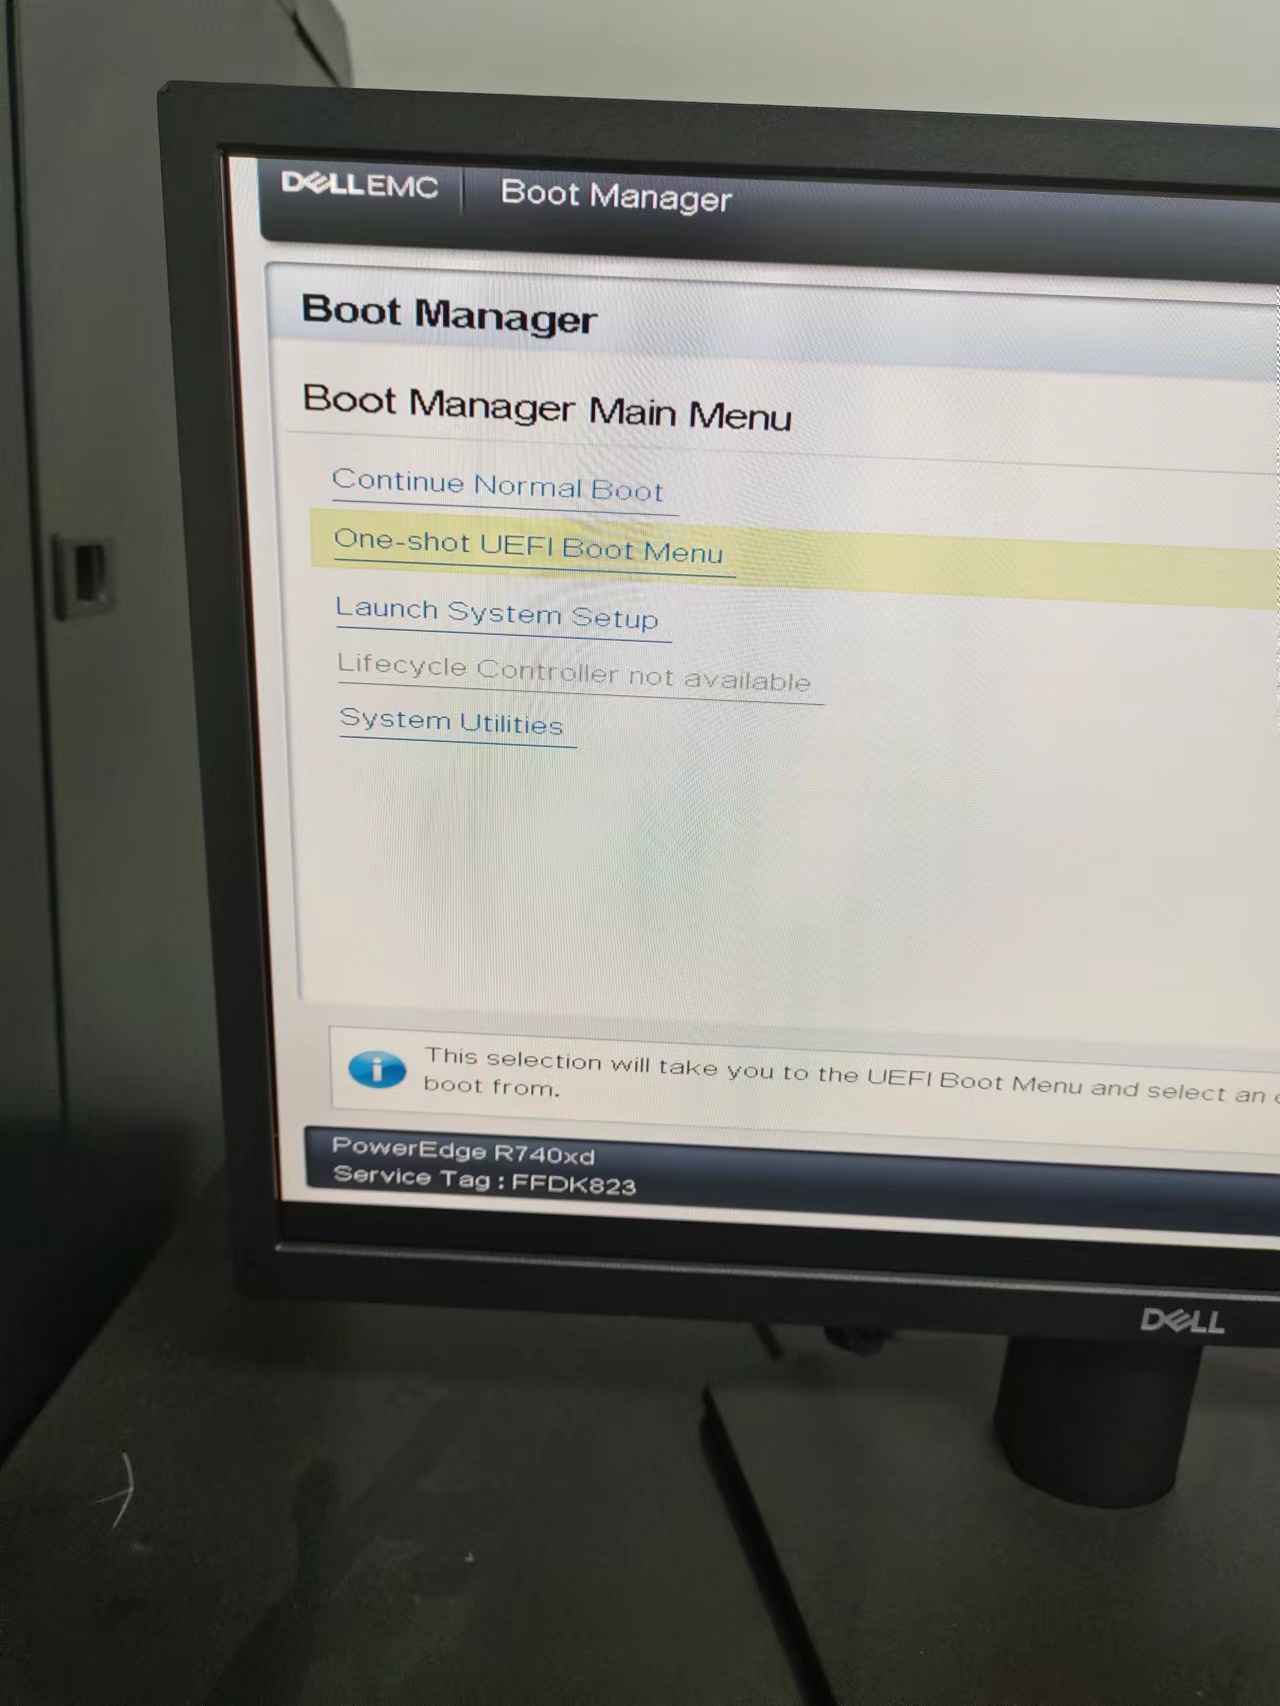 DELLEMC Boot Manager
Boot Manager
Boot Manager Main Menu
Continue Normal Boot
One-shot UEFI Boot Menu
Launch System Setup
Lifecycle Controller not available
System Utilities
This selection will take you to the UEFI Boot Menu and select an
boot from.
PowerEdge R740xd
Service Tag : FFDK823
DELL